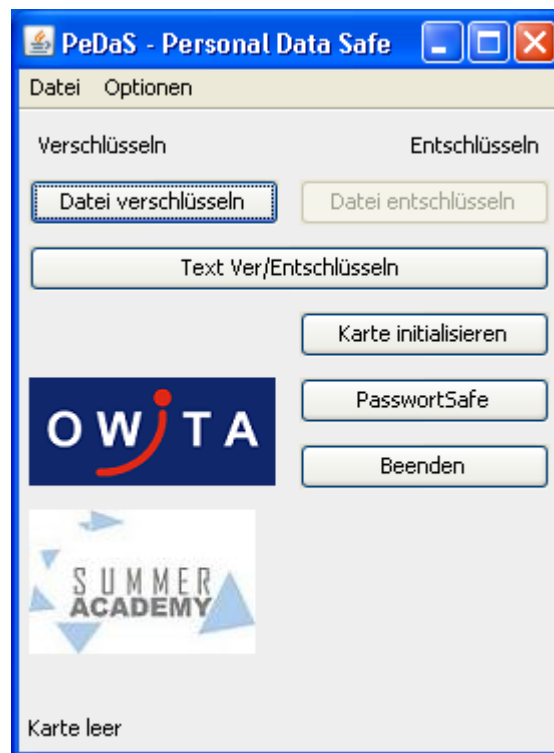 PeDaS - Personal Data Safe
Datei Optionen
Verschlüsseln Entschlüsseln
Datei verschlüsseln Datei entschlüsseln
Text Ver/Entschlüsseln
Karte initialisieren
PasswortSafe
OWITA
Beenden
SUMMER
ACADEMY
Karte leer